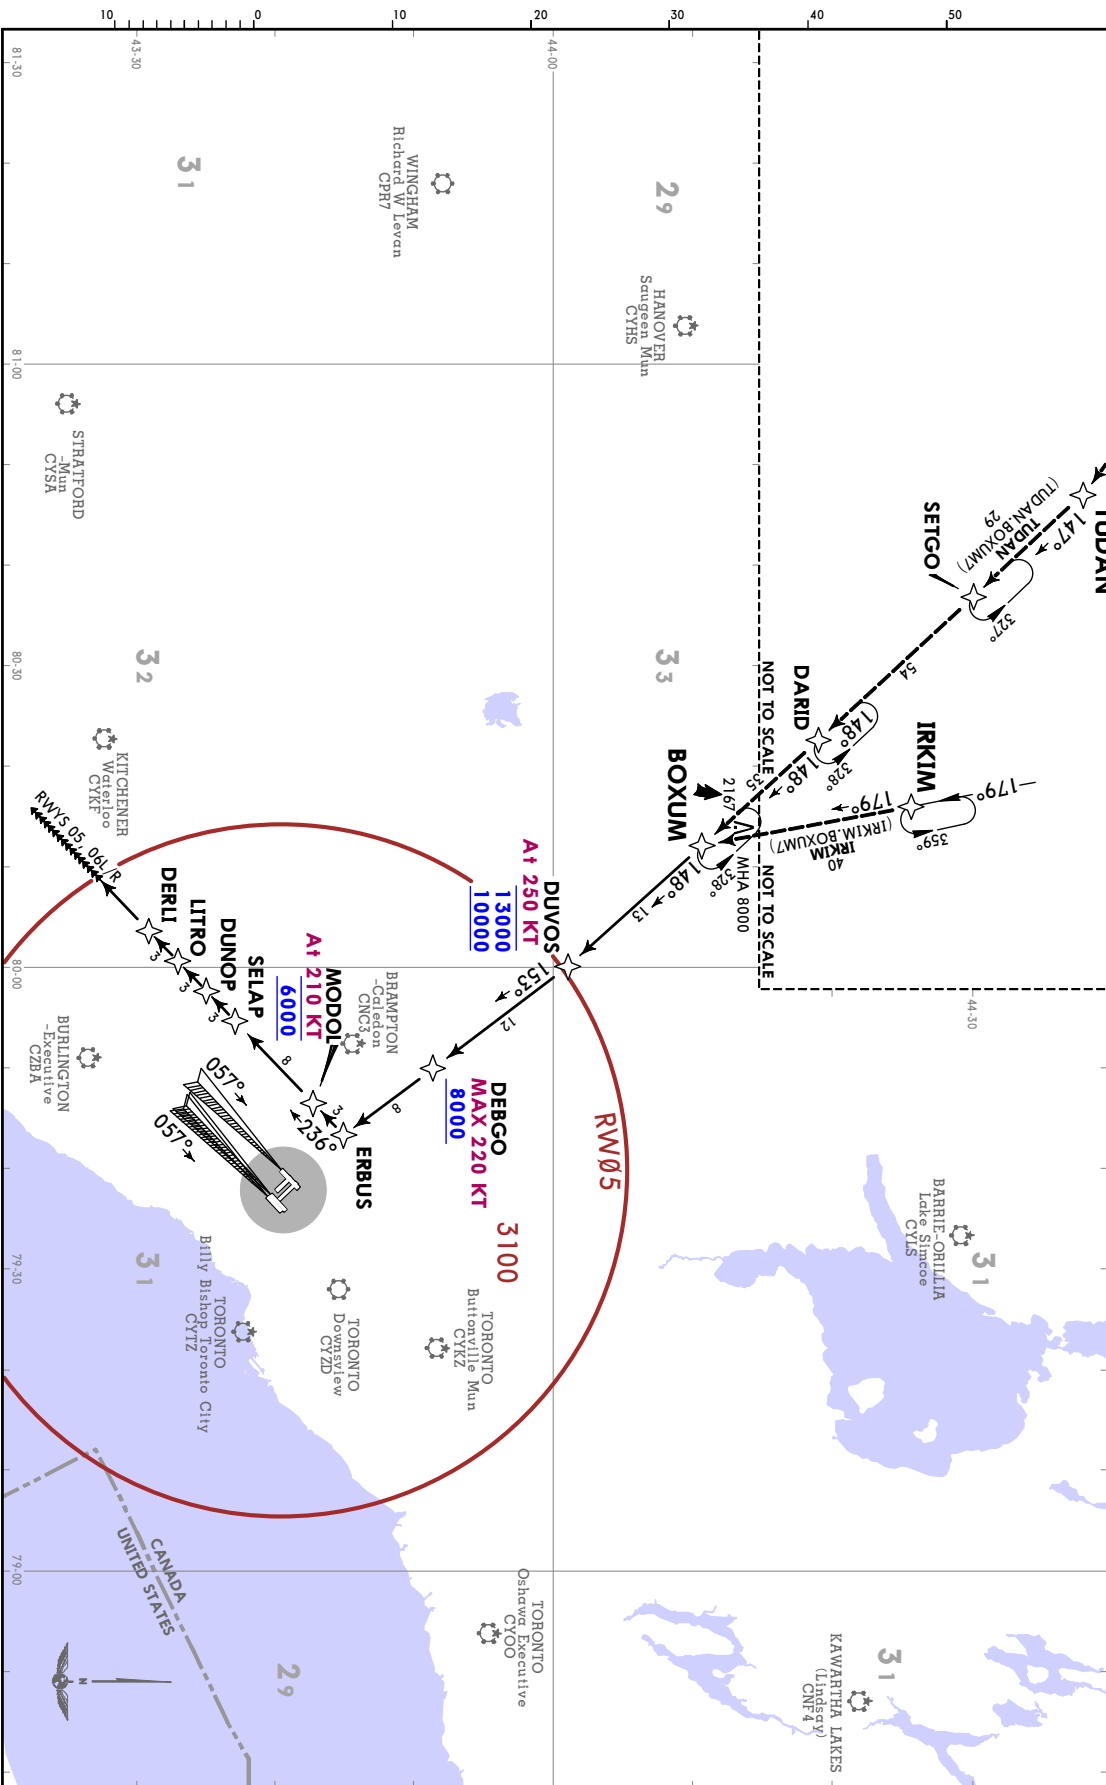 10
0
10
20
30
40
50
81-30
43-30
44-00
31
WINGHAM
Richard W Levan
CPR7
29
HANOVER
Saugeen Mun
CYHS
81-00
STRATFORD
-Mun
CYSA
TUDAN
147°
TUDAN
(TUDAN.BOXUM7)
29
SETGO
327°
54
80-30
32
33
NOT TO SCALE
DARID
148°
328°
148°
35
IRKIM
179°
179°
359°
IRKIM
(IRKIM.BOXUM7)
40
BOXUM
2167
328°
MHA 8000
148°
13
NOT TO SCALE
KITCHENER
Waterloo
CYKF
RWYS 05, 06L/R
DUVOS
At 250 KT
13000
10000
153°
12
80-00
DERLI
3
LITRO
3
DUNOP
3
SELAP
8
MODOL
At 210 KT
6000
BRAMPTON
-Caledon
CNC3
3
236°
ERBUS
8
DEBGO
MAX 220 KT
8000
44-30
BURLINGTON
-Executive
CZBA
057°
057°
RWØ5
3100
79-30
31
TORONTO
Billy Bishop Toronto City
CYTZ
TORONTO
Downsview
CYZD
TORONTO
Buttonville Mun
CYKZ
BARRIE-ORILLIA
Lake Simcoe
CYLS
31
79-00
CANADA
UNITED STATES
TORONTO
Oshawa Executive
CYOO
KAWARTHA LAKES
(Lindsay)
CNF4
31
29
N